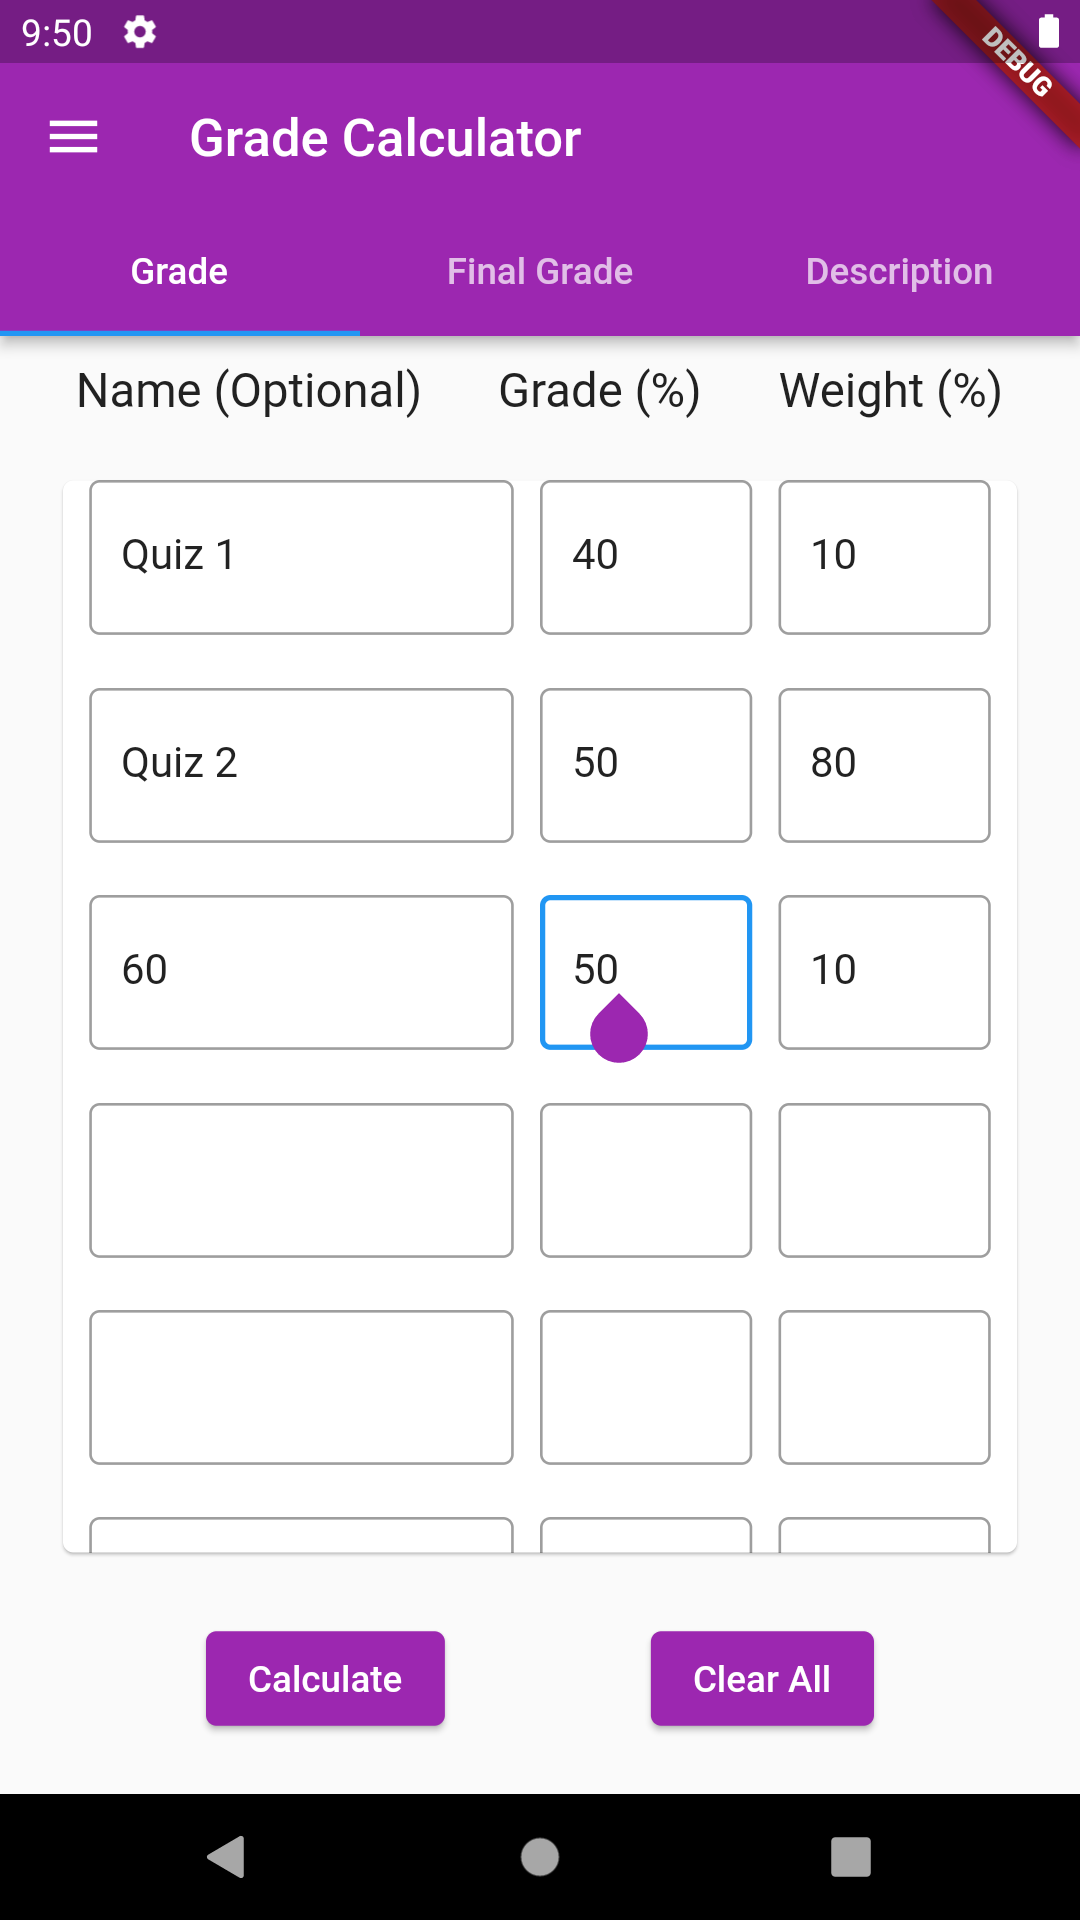 9:50
DEBUG
Grade Calculator
Grade Final Grade Description
Name (Optional) Grade (%) Weight (%)
Quiz 1 40 10
Quiz 2 50 80
60 50 10
Calculate Clear All